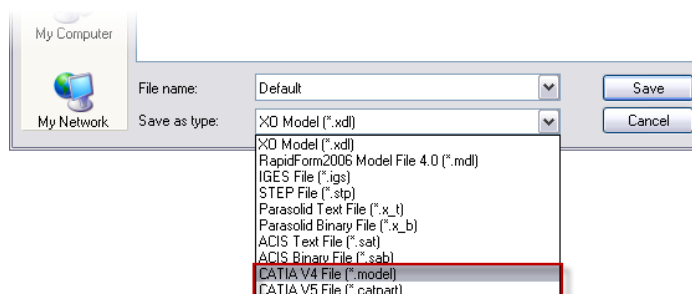 My Computer
File name: Default Save
My Network Save as type: XO Model (*.xdl) Cancel
XO Model (*.xdl)
RapidForm2006 Model File 4.0 (*.mdl)
IGES File (*.igs)
STEP File (*.stp)
Parasolid Text File (*.x_t)
Parasolid Binary File (*.x_b)
ACIS Text File (*.sat)
ACIS Binary File (*.sab)
CATIA V4 File (*.model)
CATIA V5 File (*.catpart)